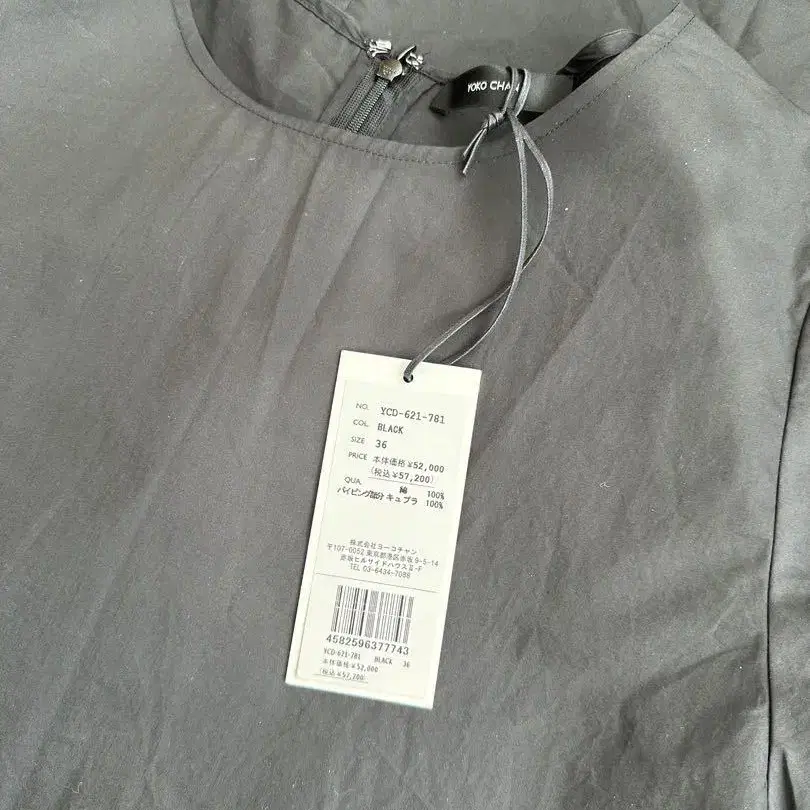 YOKO CHAN
NO. YCD-621-781
COL. BLACK
SIZE 36
PRICE 本体価格¥52,000
(税込¥57,200)
QUA. 綿 100%
パイピング部分 キュプラ 100%
株式会社ヨーコチャン
〒107-0052 東京都港区赤坂9-5-14
赤坂ヒルサイドハウスⅡ-F
TEL 03-6434-7088
4582596377743
YCD-621-781 BLACK 36
本体価格¥52,000
(税込¥57,200)